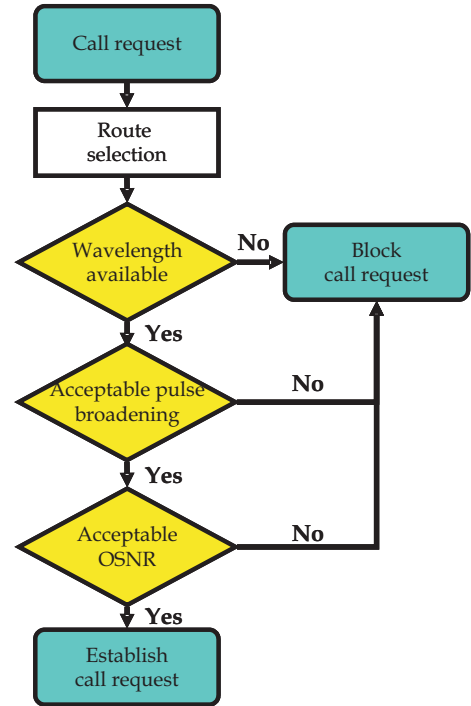 Call request
Route
selection
Wavelength
available
No
Block
call request
Yes
Acceptable pulse
broadening
No
Yes
Acceptable
OSNR
No
Yes
Establish
call request